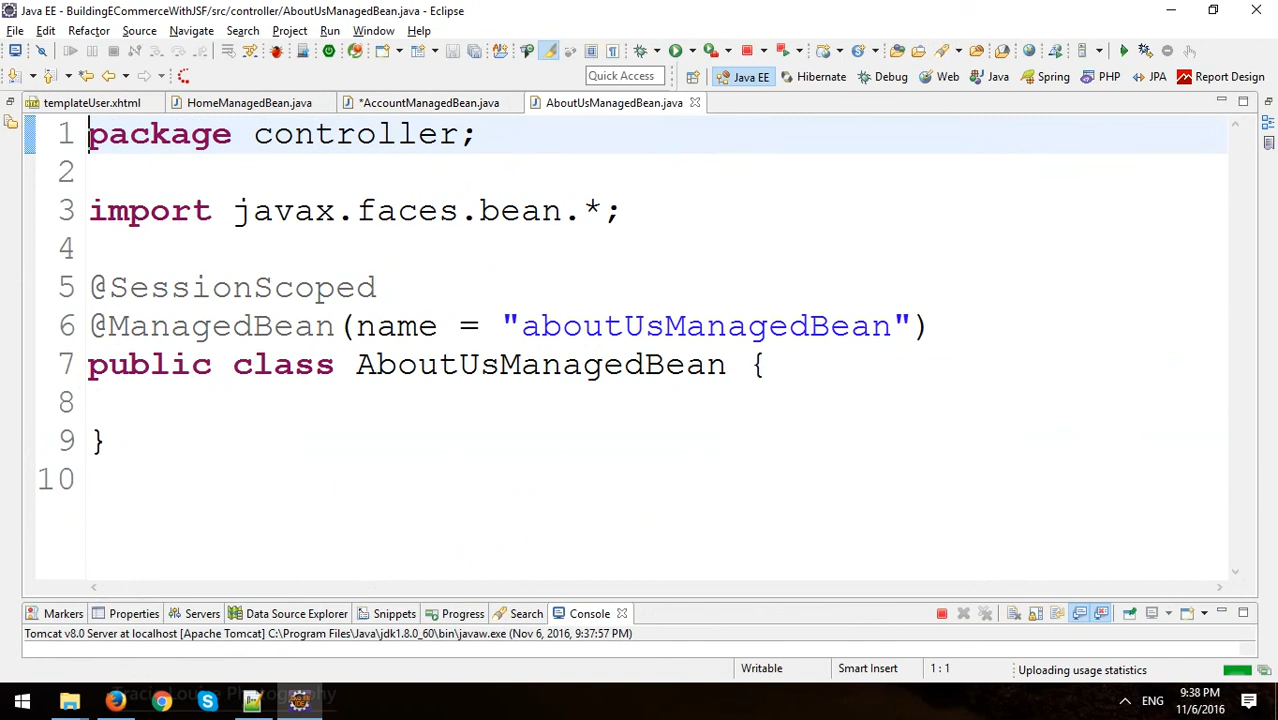 Java EE - BuildingECommerceWithJSF/src/controller/AboutUsManagedBean.java - Eclipse
File Edit Refactor Source Navigate Search Project Run Window Help
Quick Access Java EE Hibernate Debug Web Java Spring PHP JPA Report Design
templateUser.xhtml HomeManagedBean.java *AccountManagedBean.java AboutUsManagedBean.java
1 package controller;
2
3 import javax.faces.bean.*;
4
5 @SessionScoped
6 @ManagedBean(name = "aboutUsManagedBean")
7 public class AboutUsManagedBean {
8
9 }
10
Markers Properties Servers Data Source Explorer Snippets Progress Search Console
Tomcat v8.0 Server at localhost [Apache Tomcat] C:\Program Files\Java\jdk1.8.0_60\bin\javaw.exe (Nov 6, 2016, 9:37:57 PM)
Writable Smart Insert 1 : 1 Uploading usage statistics
Tracie Louise Photography
ENG 9:38 PM
11/6/2016